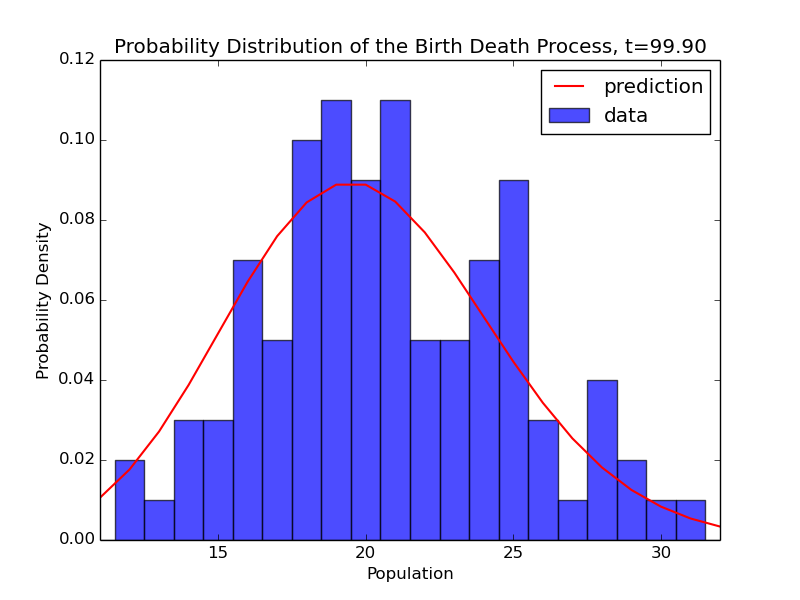 Probability Distribution of the Birth Death Process, t=99.90
prediction
data
0.12
0.10
0.08
0.06
0.04
0.02
0.00
Probability Density
15
20
25
30
Population